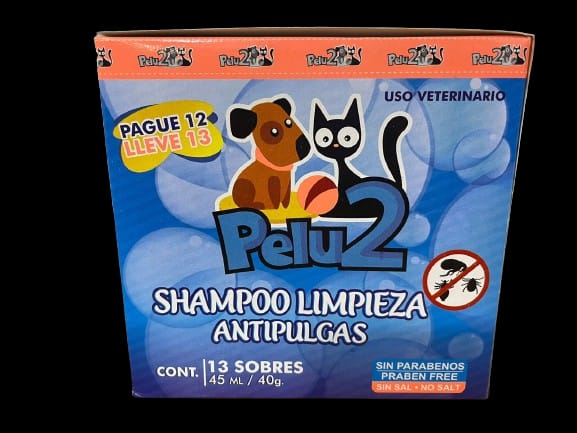 Pelu2 Pelu2 Pelu2 Pelu2 Pelu2
USO VETERINARIO
PAGUE 12
LLEVE 13
Pelu2
SHAMPOO LIMPIEZA
ANTIPULGAS
CONT. 13 SOBRES
45 ML / 40g.
SIN PARABENOS
PRABEN FREE
SIN SAL • NO SALT